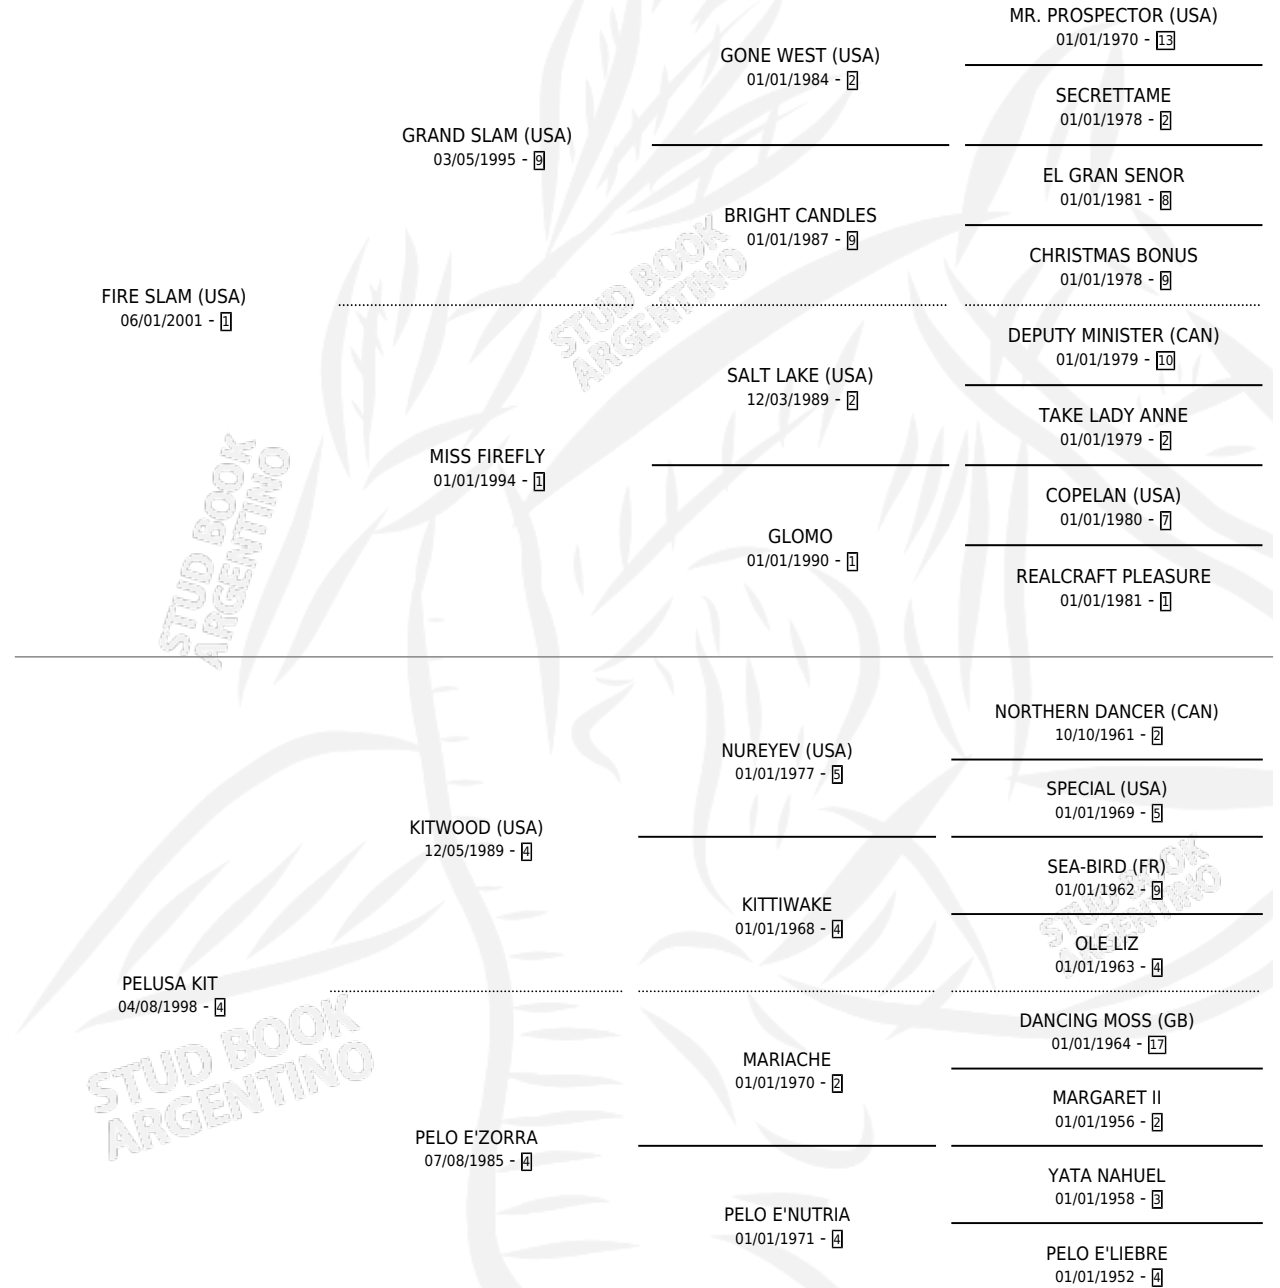 MR. PROSPECTOR (USA)
01/01/1970 - 13
GONE WEST (USA)
01/01/1984 - 2
SECRETTAME
01/01/1978 - 2
GRAND SLAM (USA)
03/05/1995 - 9
EL GRAN SENOR
01/01/1981 - 8
BRIGHT CANDLES
01/01/1987 - 9
CHRISTMAS BONUS
01/01/1978 - 9
FIRE SLAM (USA)
06/01/2001 - 1
STUD BOOK
ARGENTINO
DEPUTY MINISTER (CAN)
01/01/1979 - 10
SALT LAKE (USA)
12/03/1989 - 2
TAKE LADY ANNE
01/01/1979 - 2
MISS FIREFLY
01/01/1994 - 1
COPELAN (USA)
01/01/1980 - 7
GLOMO
01/01/1990 - 1
REALCRAFT PLEASURE
01/01/1981 - 1
STUD BOOK
ARGENTINO
NORTHERN DANCER (CAN)
10/10/1961 - 2
NUREYEV (USA)
01/01/1977 - 5
SPECIAL (USA)
01/01/1969 - 5
KITWOOD (USA)
12/05/1989 - 4
SEA-BIRD (FR)
01/01/1962 - 9
KITTIWAKE
01/01/1968 - 4
STUD BOOK
ARGENTINO
OLE LIZ
01/01/1963 - 4
PELUSA KIT
04/08/1998 - 4
DANCING MOSS (GB)
01/01/1964 - 17
MARIACHE
01/01/1970 - 2
STUD BOOK
ARGENTINO
MARGARET II
01/01/1956 - 2
PELO E'ZORRA
07/08/1985 - 4
YATA NAHUEL
01/01/1958 - 3
PELO E'NUTRIA
01/01/1971 - 4
PELO E'LIEBRE
01/01/1952 - 4